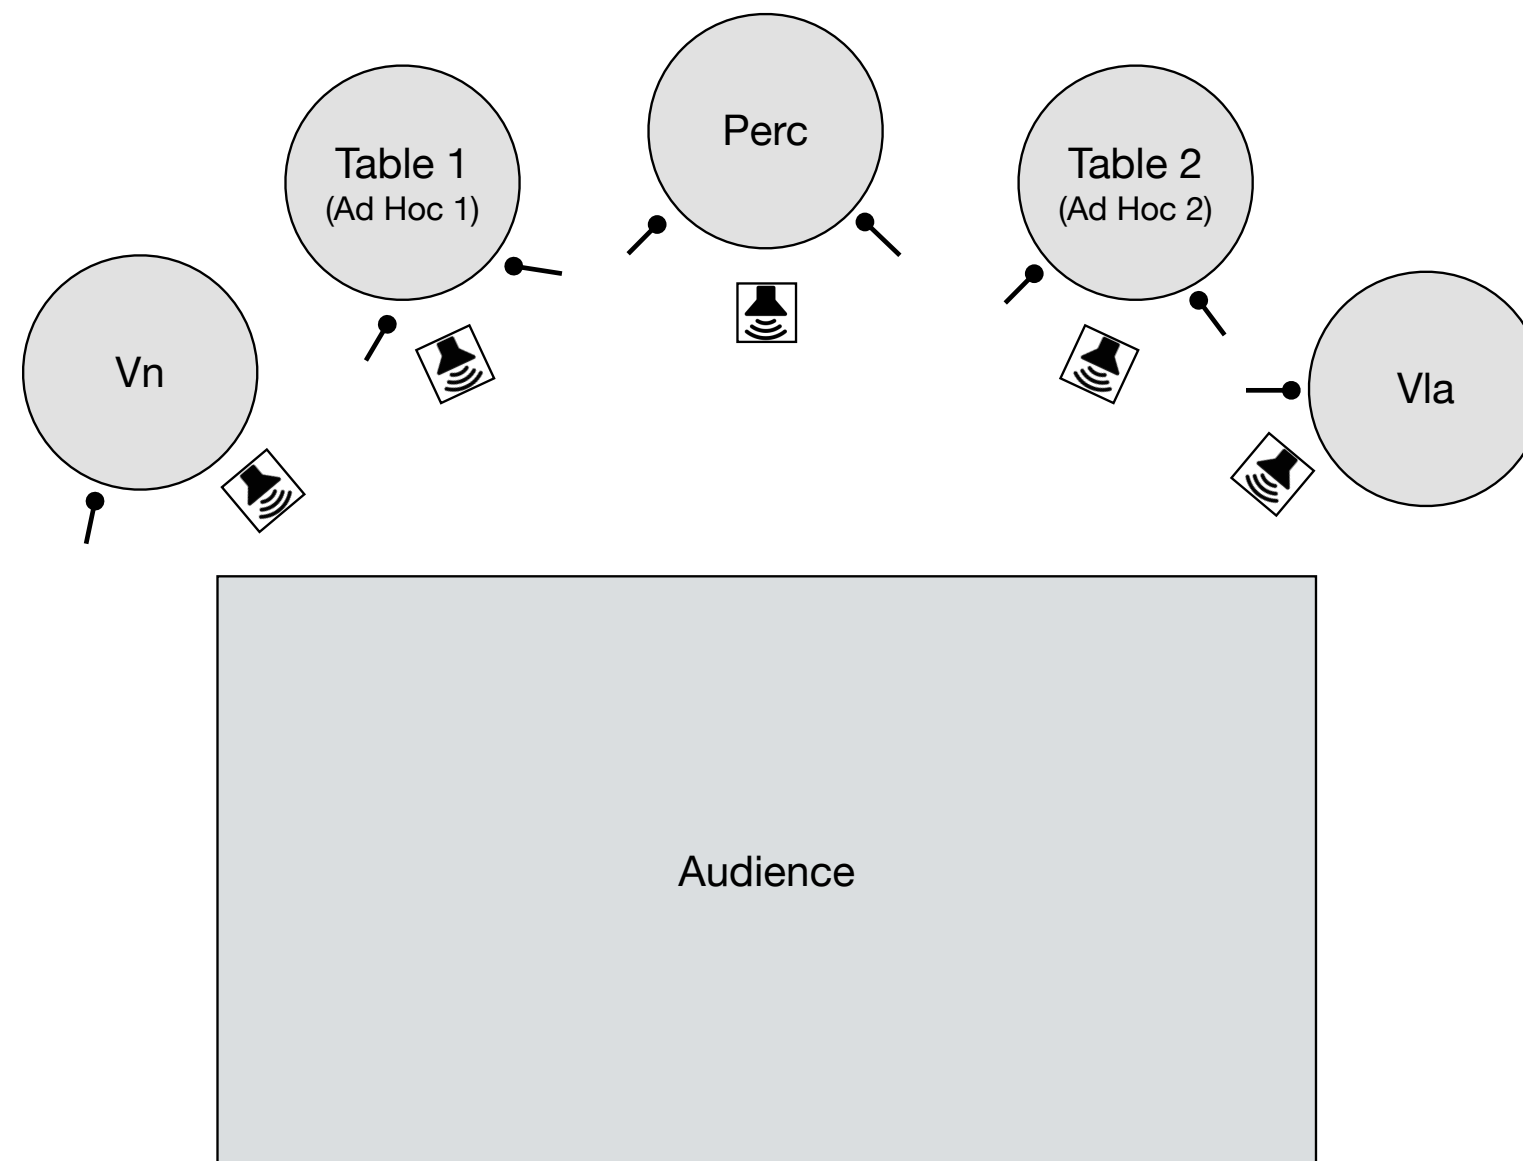 Perc
Table 1
(Ad Hoc 1)
Table 2
(Ad Hoc 2)
Vn
Vla
Audience